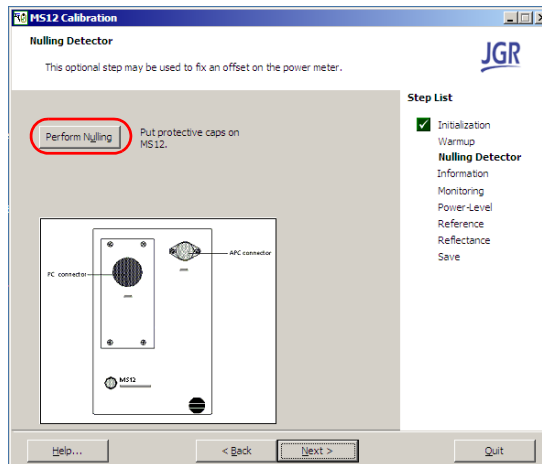 MS12 Calibration
Nulling Detector
This optional step may be used to fix an offset on the power meter.
JGR
Perform Nulling
Put protective caps on
MS12.
PC connector
APC connector
MS12
Step List
Initialization
Warmup
Nulling Detector
Information
Monitoring
Power-Level
Reference
Reflectance
Save
Help...
< Back
Next >
Quit